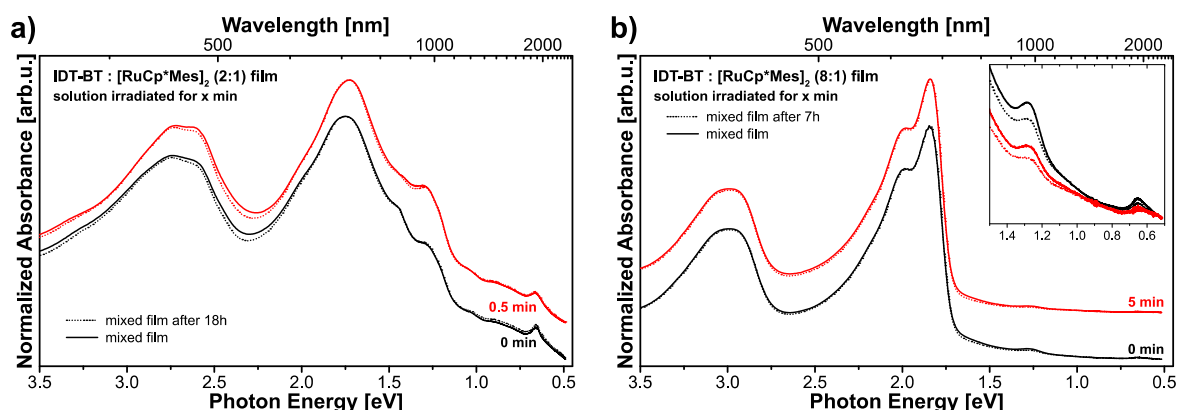 a)
Wavelength [nm]
500 1000 2000
IDT-BT : [RuCp*Mes]2 (2:1) film
solution irradiated for x min
0.5 min
0 min
mixed film after 18h
mixed film
Normalized Absorbance [arb.u.]
3.5 3.0 2.5 2.0 1.5 1.0 0.5
Photon Energy [eV]
b)
Wavelength [nm]
500 1000 2000
IDT-BT : [RuCp*Mes]2 (8:1) film
solution irradiated for x min
mixed film after 7h
mixed film
1.4 1.2 1.0 0.8 0.6
5 min
0 min
Normalized Absorbance [arb.u.]
3.5 3.0 2.5 2.0 1.5 1.0 0.5
Photon Energy [eV]